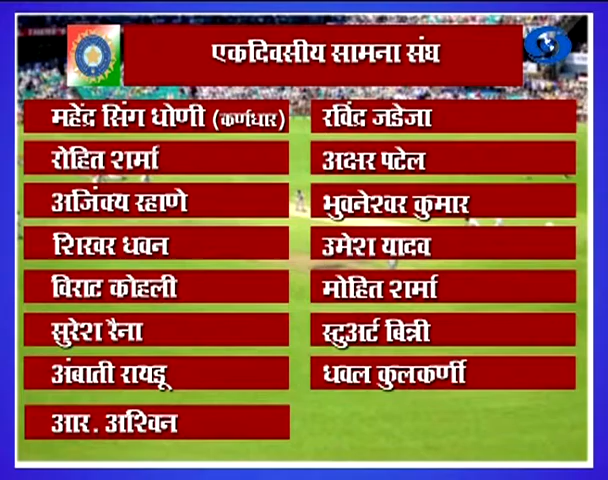 एकदिवसीय सामना संघ
महेंद्र सिंग धोणी (कर्णधार)
रोहित शर्मा
अजिंक्य रहाणे
शिखर धवन
विराट कोहली
सुरेश रैना
अंबाती रायडू
आर. अश्विन
रविंद्र जडेजा
अक्षर पटेल
भुवनेश्वर कुमार
उमेश यादव
मोहित शर्मा
स्टुअर्ट बिन्नी
धवल कुलकर्णी